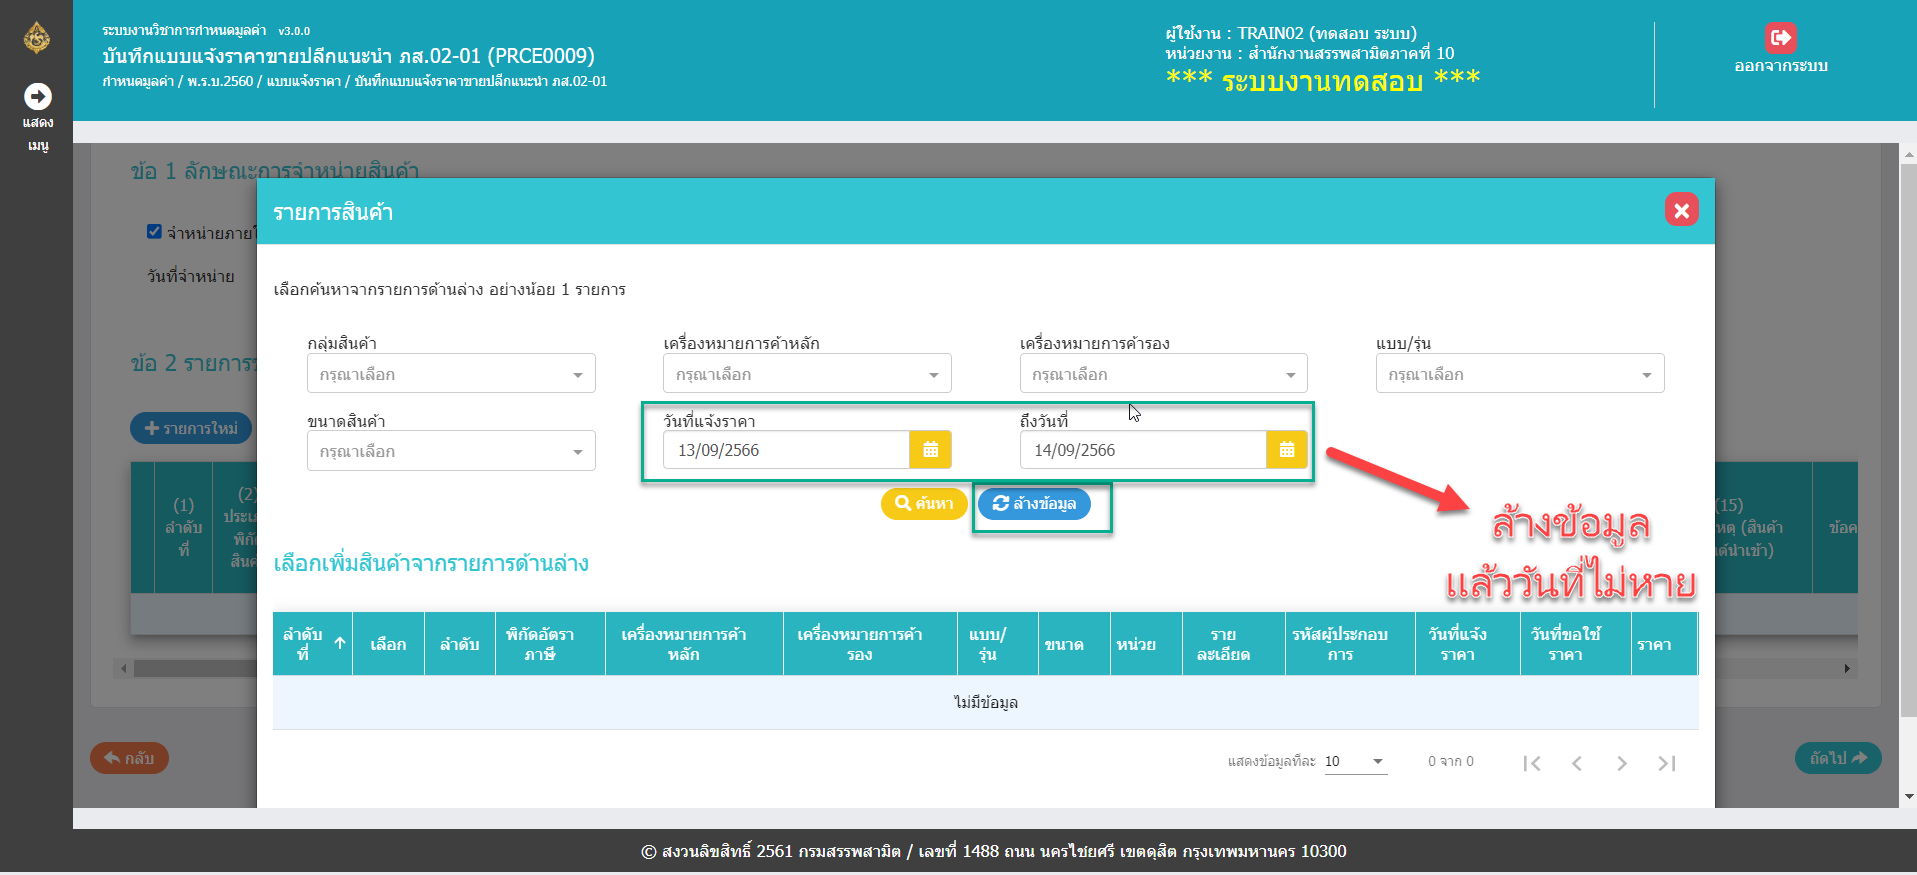 แสดง
เมนู
ระบบงานวิชาการกำหนดมูลค่า v3.0.0
บันทึกแบบแจ้งราคาขายปลีกแนะนำ ภส.02-01 (PRCE0009)
กำหนดมูลค่า / พ.ร.บ.2560 / แบบแจ้งราคา / บันทึกแบบแจ้งราคาขายปลีกแนะนำ ภส.02-01
ผู้ใช้งาน : TRAIN02 (ทดสอบ ระบบ)
หน่วยงาน : สำนักงานสรรพสามิตภาคที่ 10
*** ระบบงานทดสอบ ***
ออกจากระบบ
ข้อ 1 ลักษณะการจำหน่ายสินค้า
จำหน่ายภายใ
วันที่จำหน่าย
ข้อ 2 รายการ
รายการใหม่
(1)
ลำดับ
ที่
(2)
ประเ
พิกั
สินค
(15)
หตุ (สินค้า
นำเข้า)
ข้อค
รายการสินค้า
เลือกค้นหาจากรายการด้านล่าง อย่างน้อย 1 รายการ
กลุ่มสินค้า เครื่องหมายการค้าหลัก เครื่องหมายการค้ารอง แบบ/รุ่น
กรุณาเลือก กรุณาเลือก กรุณาเลือก กรุณาเลือก
ขนาดสินค้า วันที่แจ้งราคา ถึงวันที่
กรุณาเลือก 13/09/2566 14/09/2566
ค้นหา ล้างข้อมูล
ล้างข้อมูล
แล้ววันที่ไม่หาย
เลือกเพิ่มสินค้าจากรายการด้านล่าง
ลำดับ
ที่
เลือก
ลำดับ
พิกัดอัตรา
ภาษี
เครื่องหมายการค้า
หลัก
เครื่องหมายการค้า
รอง
แบบ/
รุ่น
ขนาด
หน่วย
ราย
ละเอียด
รหัสผู้ประกอบ
การ
วันที่แจ้ง
ราคา
วันที่ขอใช้
ราคา
ราคา
ไม่มีข้อมูล
แสดงข้อมูลทีละ 10 0 จาก 0
กลับ
ถัดไป
© สงวนลิขสิทธิ์ 2561 กรมสรรพสามิต / เลขที่ 1488 ถนน นครไชยศรี เขตดุสิต กรุงเทพมหานคร 10300